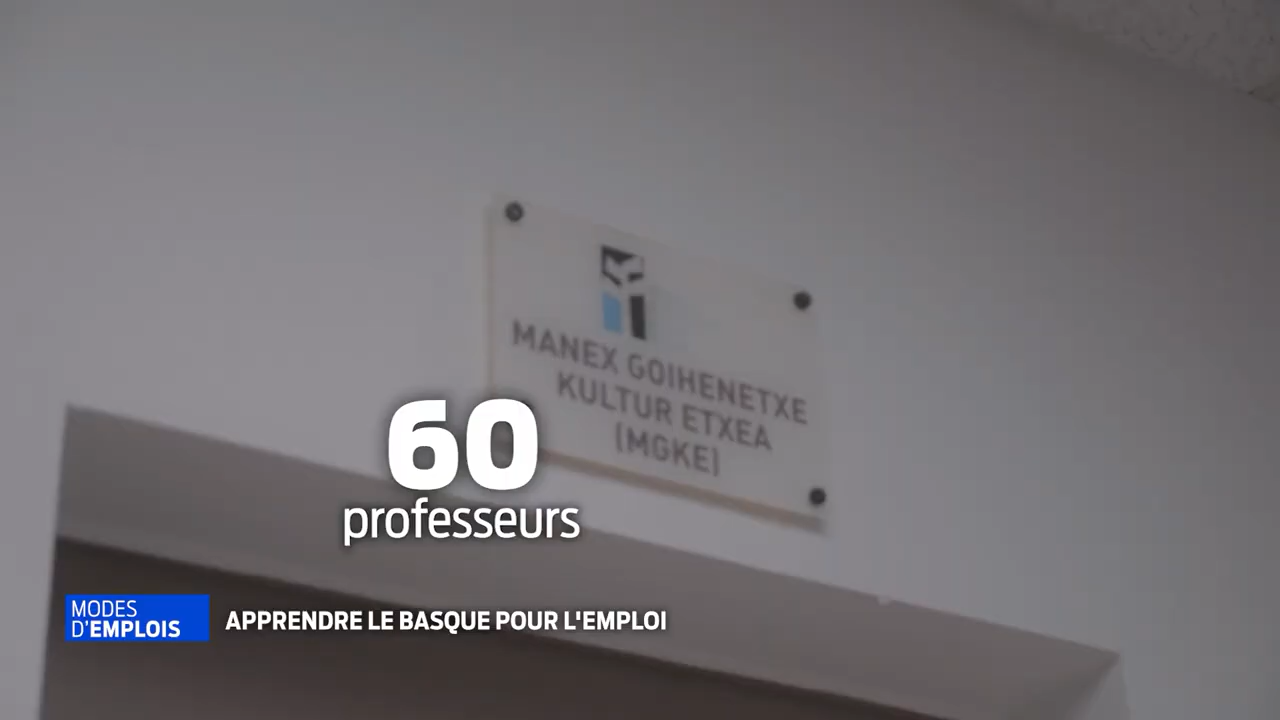 MANEX GOIHENETXE
KULTUR ETXEA
(MGKE)
60
professeurs
MODES
D'EMPLOIS
APPRENDRE LE BASQUE POUR L'EMPLOI